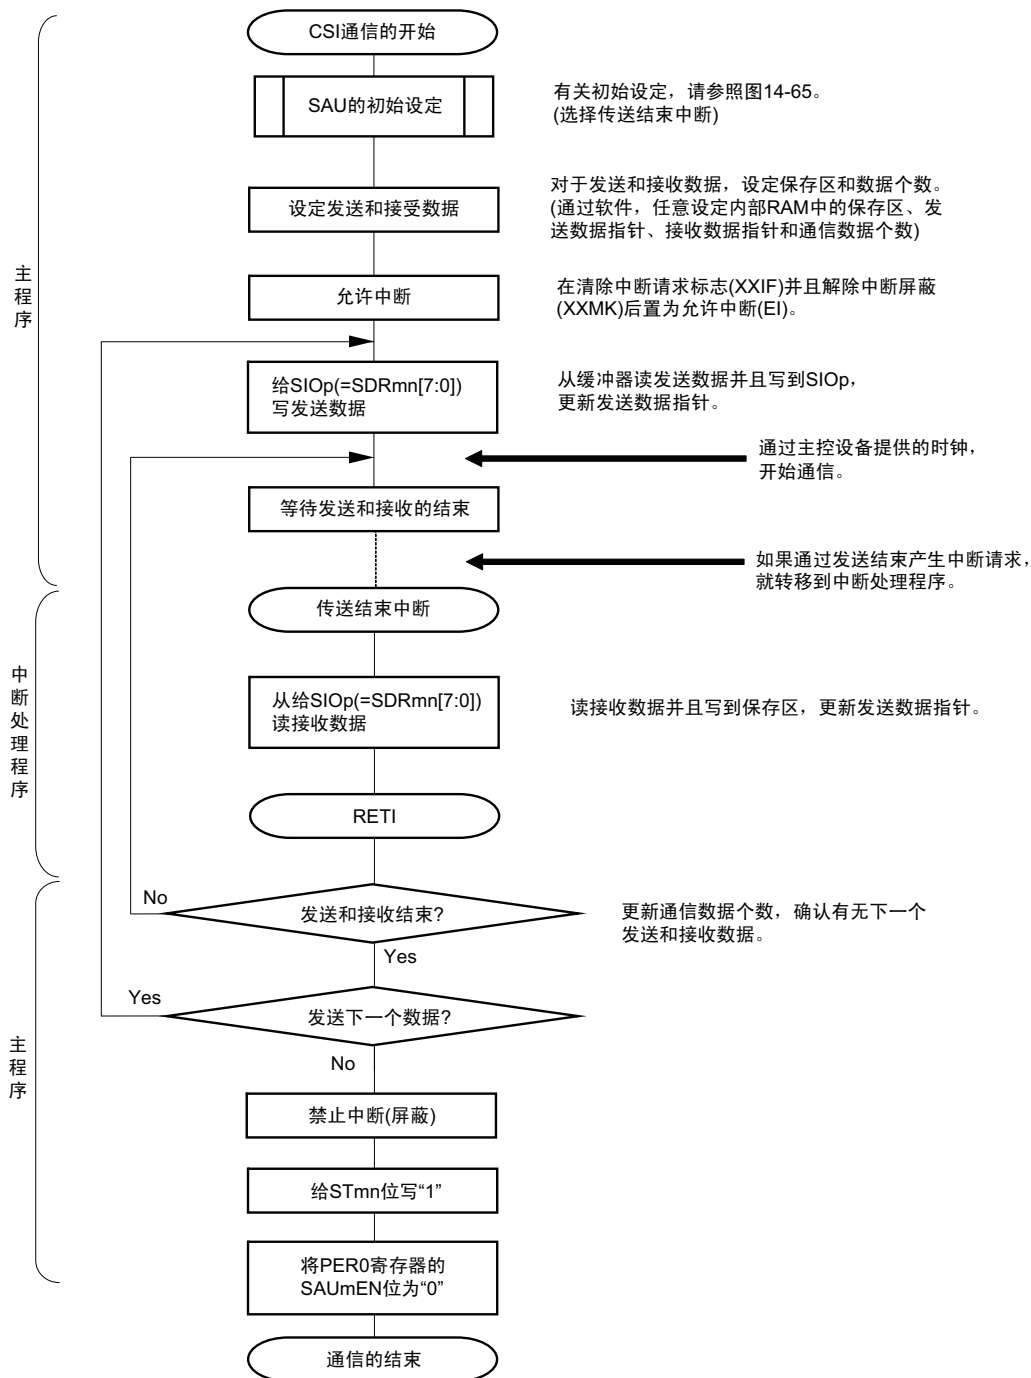 CSI通信的开始
SAU的初始设定
有关初始设定，请参照图14-65。
(选择传送结束中断)
设定发送和接受数据
对于发送和接收数据，设定保存区和数据个数。
(通过软件，任意设定内部RAM中的保存区、发
送数据指针、接收数据指针和通信数据个数)
主程序
允许中断
在清除中断请求标志(XXIF)并且解除中断屏蔽
(XXMK)后置为允许中断(EI)。
给SIOp(=SDRmn[7:0])
写发送数据
从缓冲器读发送数据并且写到SIOp，
更新发送数据指针。
通过主控设备提供的时钟，
开始通信。
等待发送和接收的结束
如果通过发送结束产生中断请求，
就转移到中断处理程序。
传送结束中断
中断处理程序
从给SIOp(=SDRmn[7:0])
读接收数据
读接收数据并且写到保存区，更新发送数据指针。
RETI
No
发送和接收结束?
更新通信数据个数，确认有无下一个
发送和接收数据。
Yes
Yes
发送下一个数据?
No
主程序
禁止中断(屏蔽)
给STmn位写“1”
将PER0寄存器的
SAUmEN位为“0”
通信的结束